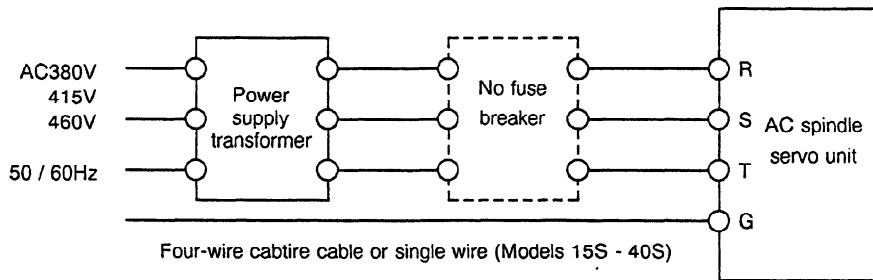 AC380V
415V
460V
50 / 60Hz
Power
supply
transformer
No fuse
breaker
R
S
T
G
AC spindle
servo unit
Four-wire cabtire cable or single wire (Models 15S - 40S)